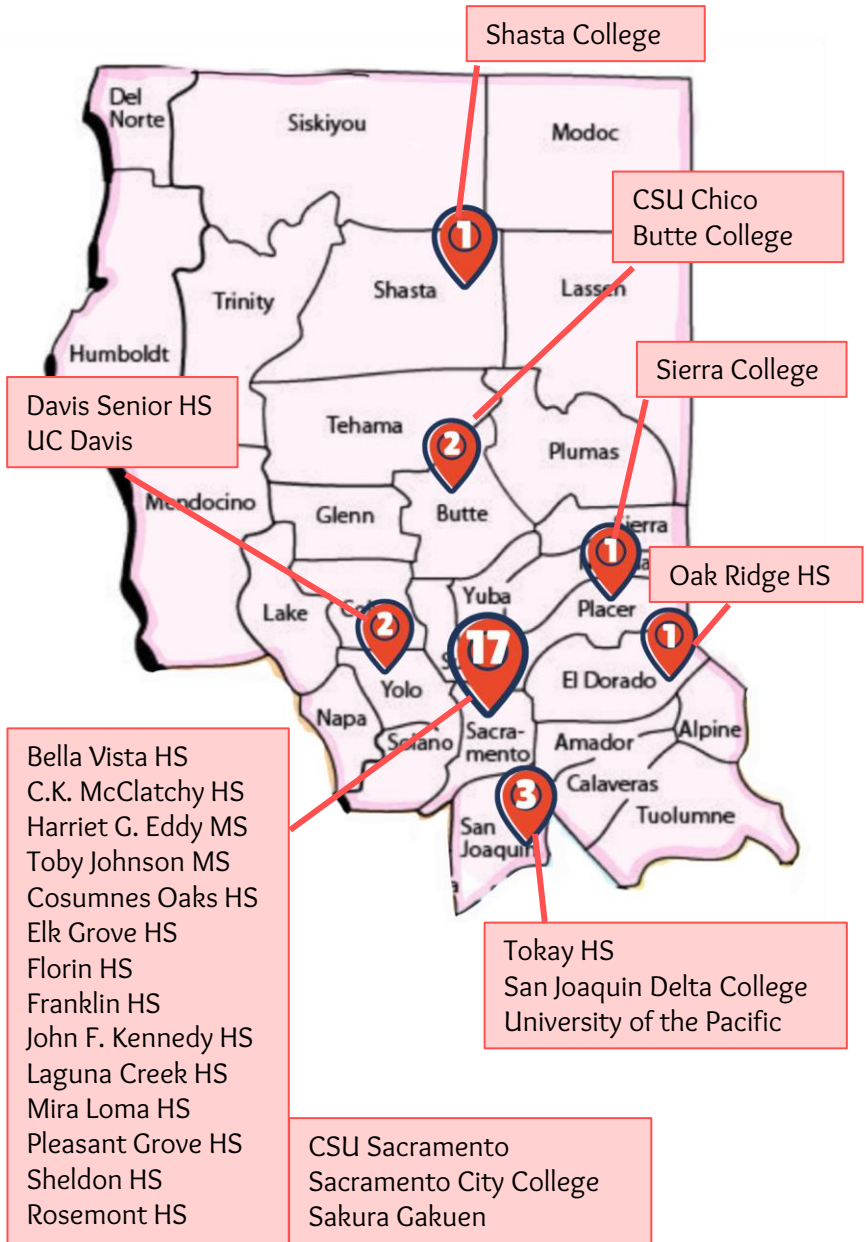 Shasta College
Del
Norte
Siskiyou
Modoc
1
CSU Chico
Butte College
Trinity
Shasta
Lassen
Humboldt
Sierra College
Davis Senior HS
UC Davis
Tehama
2
Plumas
Mendocino
Glenn
Butte
Sierra
1
Oak Ridge HS
Lake
Yuba
Placer
2
17
1
Yolo
El Dorado
Napa
Solano
Sacra-
mento
Amador
Alpine
Calaveras
Tuolumne
3
San
Joaquin
Bella Vista HS
C.K. McClatchy HS
Harriet G. Eddy MS
Toby Johnson MS
Cosumnes Oaks HS
Elk Grove HS
Florin HS
Franklin HS
John F. Kennedy HS
Laguna Creek HS
Mira Loma HS
Pleasant Grove HS
Sheldon HS
Rosemont HS
Tokay HS
San Joaquin Delta College
University of the Pacific
CSU Sacramento
Sacramento City College
Sakura Gakuen